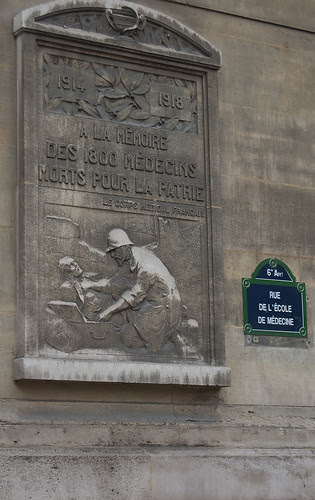 1914 1918
A LA MÉMOIRE
DES 1800 MÉDECINS
MORTS POUR LA PATRIE
LE CORPS MÉDICAL FRANÇAIS
6e Arrt
RUE
DE L'ÉCOLE
DE MÉDECINE